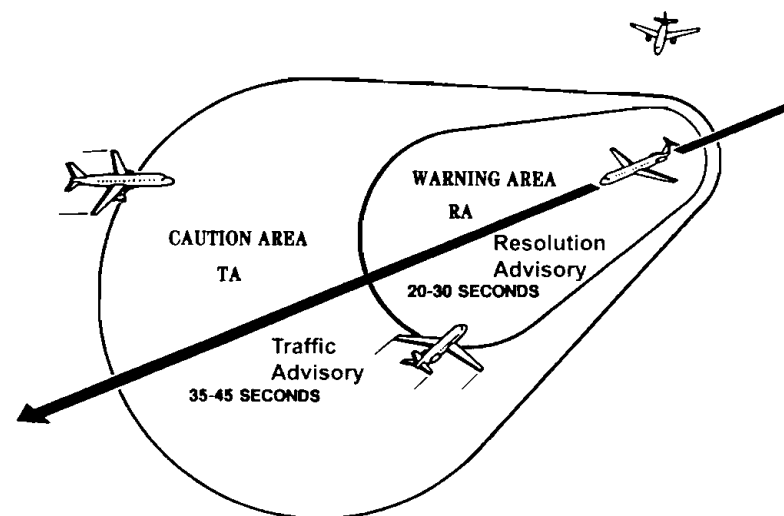 WARNING AREA
RA
Resolution
Advisory
20-30 SECONDS
CAUTION AREA
TA
Traffic
Advisory
35-45 SECONDS